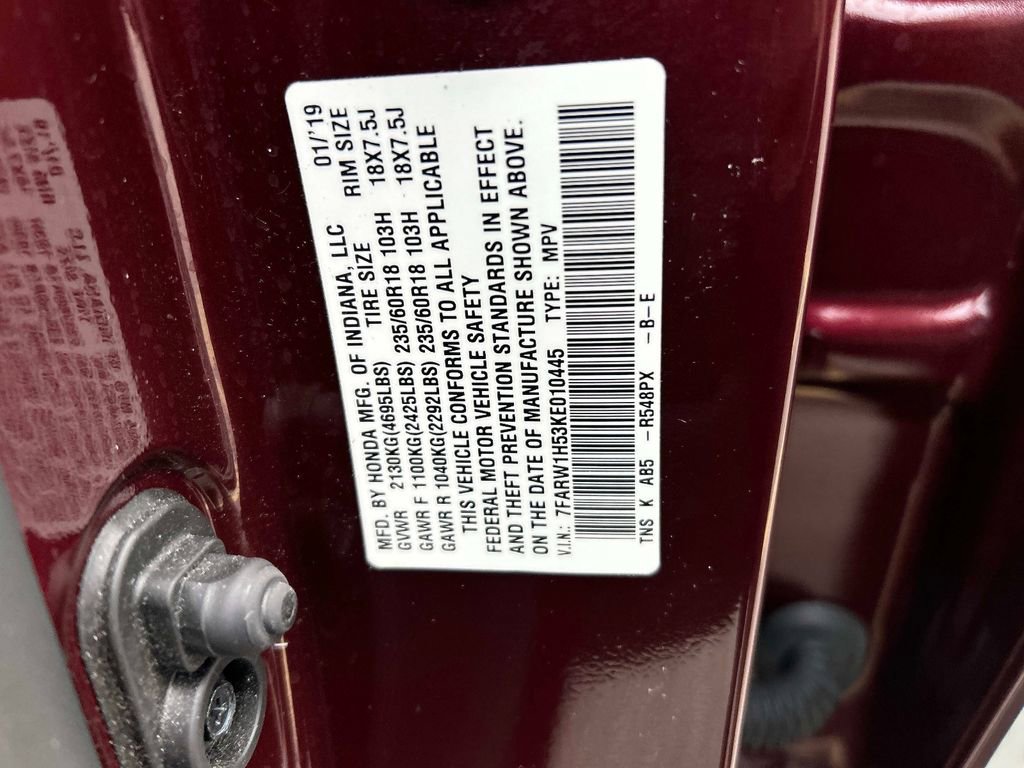 MFD. BY HONDA MFG. OF INDIANA, LLC 01/'19
GVWR 2130KG(4695LBS) TIRE SIZE RIM SIZE
GAWR F 1100KG(2425LBS) 235/60R18 103H 18X7.5J
GAWR R 1040KG(2292LBS) 235/60R18 103H 18X7.5J
THIS VEHICLE CONFORMS TO ALL APPLICABLE
FEDERAL MOTOR VEHICLE SAFETY
AND THEFT PREVENTION STANDARDS IN EFFECT
ON THE DATE OF MANUFACTURE SHOWN ABOVE.
V.I.N.: 7FARW1H53KE010445 TYPE: MPV
TNS K AB5 -R548PX -B-E